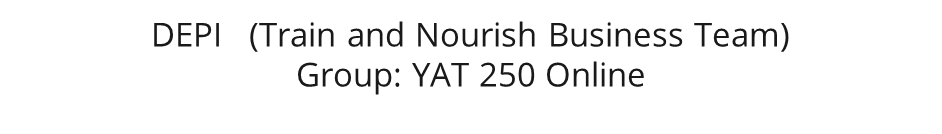 DEPI (Train and Nourish Business Team)
Group: YAT 250 Online